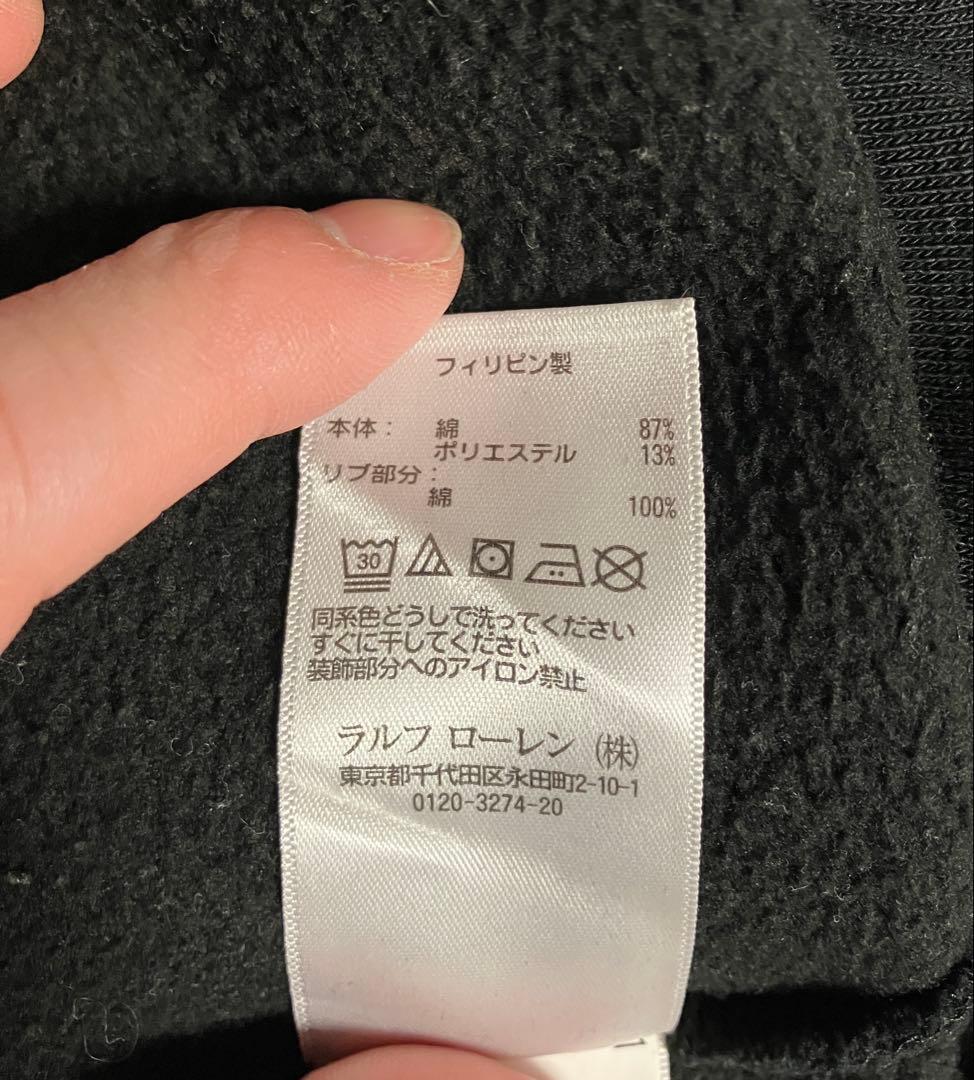 フィリピン製
本体： 綿 87%
ポリエステル 13%
リブ部分：
綿 100%
30
同系色どうしで洗ってください
すぐに干してください
装飾部分へのアイロン禁止
ラルフ ローレン (株)
東京都千代田区永田町2-10-1
0120-3274-20